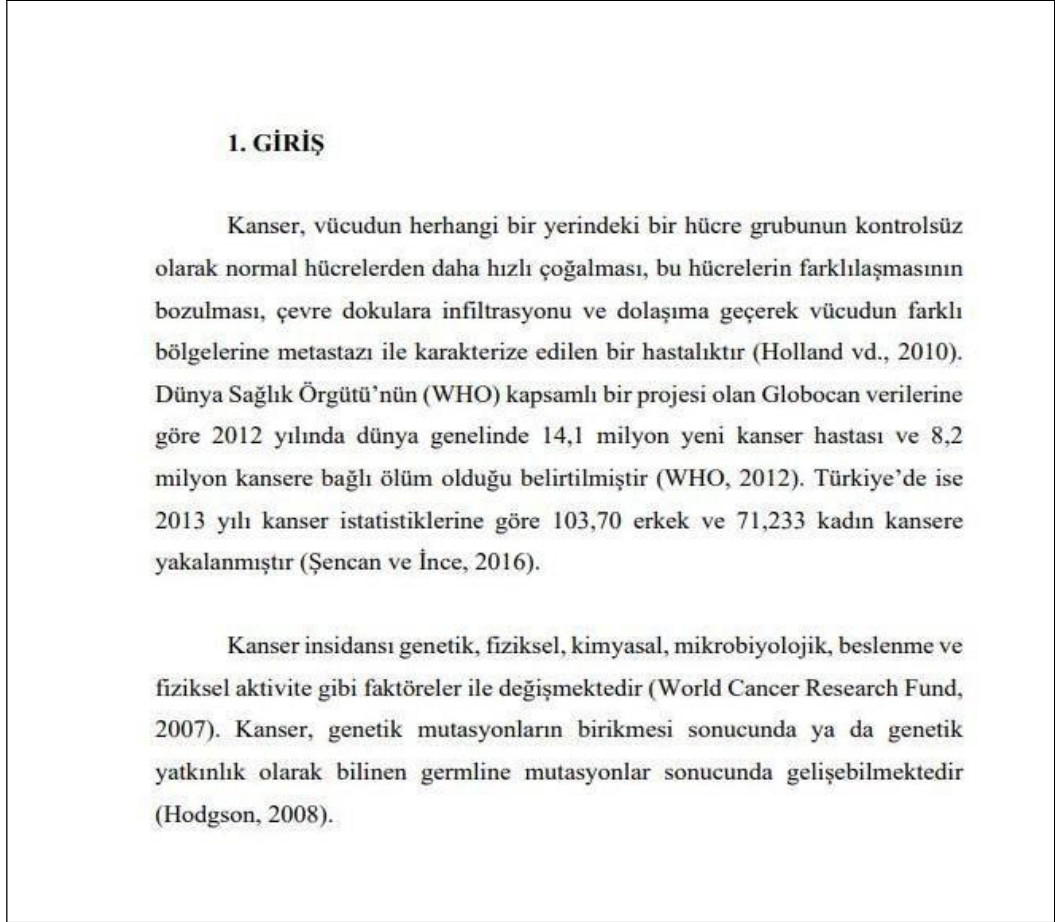 1. GİRİŞ
Kanser, vücudun herhangi bir yerindeki bir hücre grubunun kontrolsüz
olarak normal hücrelerden daha hızlı çoğalması, bu hücrelerin farklılaşmasının
bozulması, çevre dokulara infiltrasyonu ve dolaşıma geçerek vücudun farklı
bölgelerine metastazı ile karakterize edilen bir hastalıktır (Holland vd., 2010).
Dünya Sağlık Örgütü’nün (WHO) kapsamlı bir projesi olan Globocan verilerine
göre 2012 yılında dünya genelinde 14,1 milyon yeni kanser hastası ve 8,2
milyon kansere bağlı ölüm olduğu belirtilmiştir (WHO, 2012). Türkiye’de ise
2013 yılı kanser istatistiklerine göre 103,70 erkek ve 71,233 kadın kansere
yakalanmıştır (Şencan ve İnce, 2016).
Kanser insidansı genetik, fiziksel, kimyasal, mikrobiyolojik, beslenme ve
fiziksel aktivite gibi faktöreler ile değişmektedir (World Cancer Research Fund,
2007). Kanser, genetik mutasyonların birikmesi sonucunda ya da genetik
yatkınlık olarak bilinen germline mutasyonlar sonucunda gelişebilmektedir
(Hodgson, 2008).